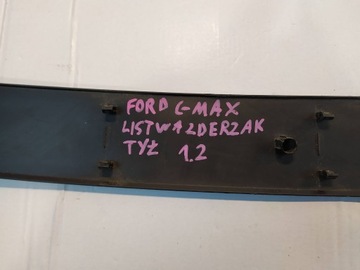 FORD C-MAX
LISTWA ZDERZAK
TYŁ 1.2